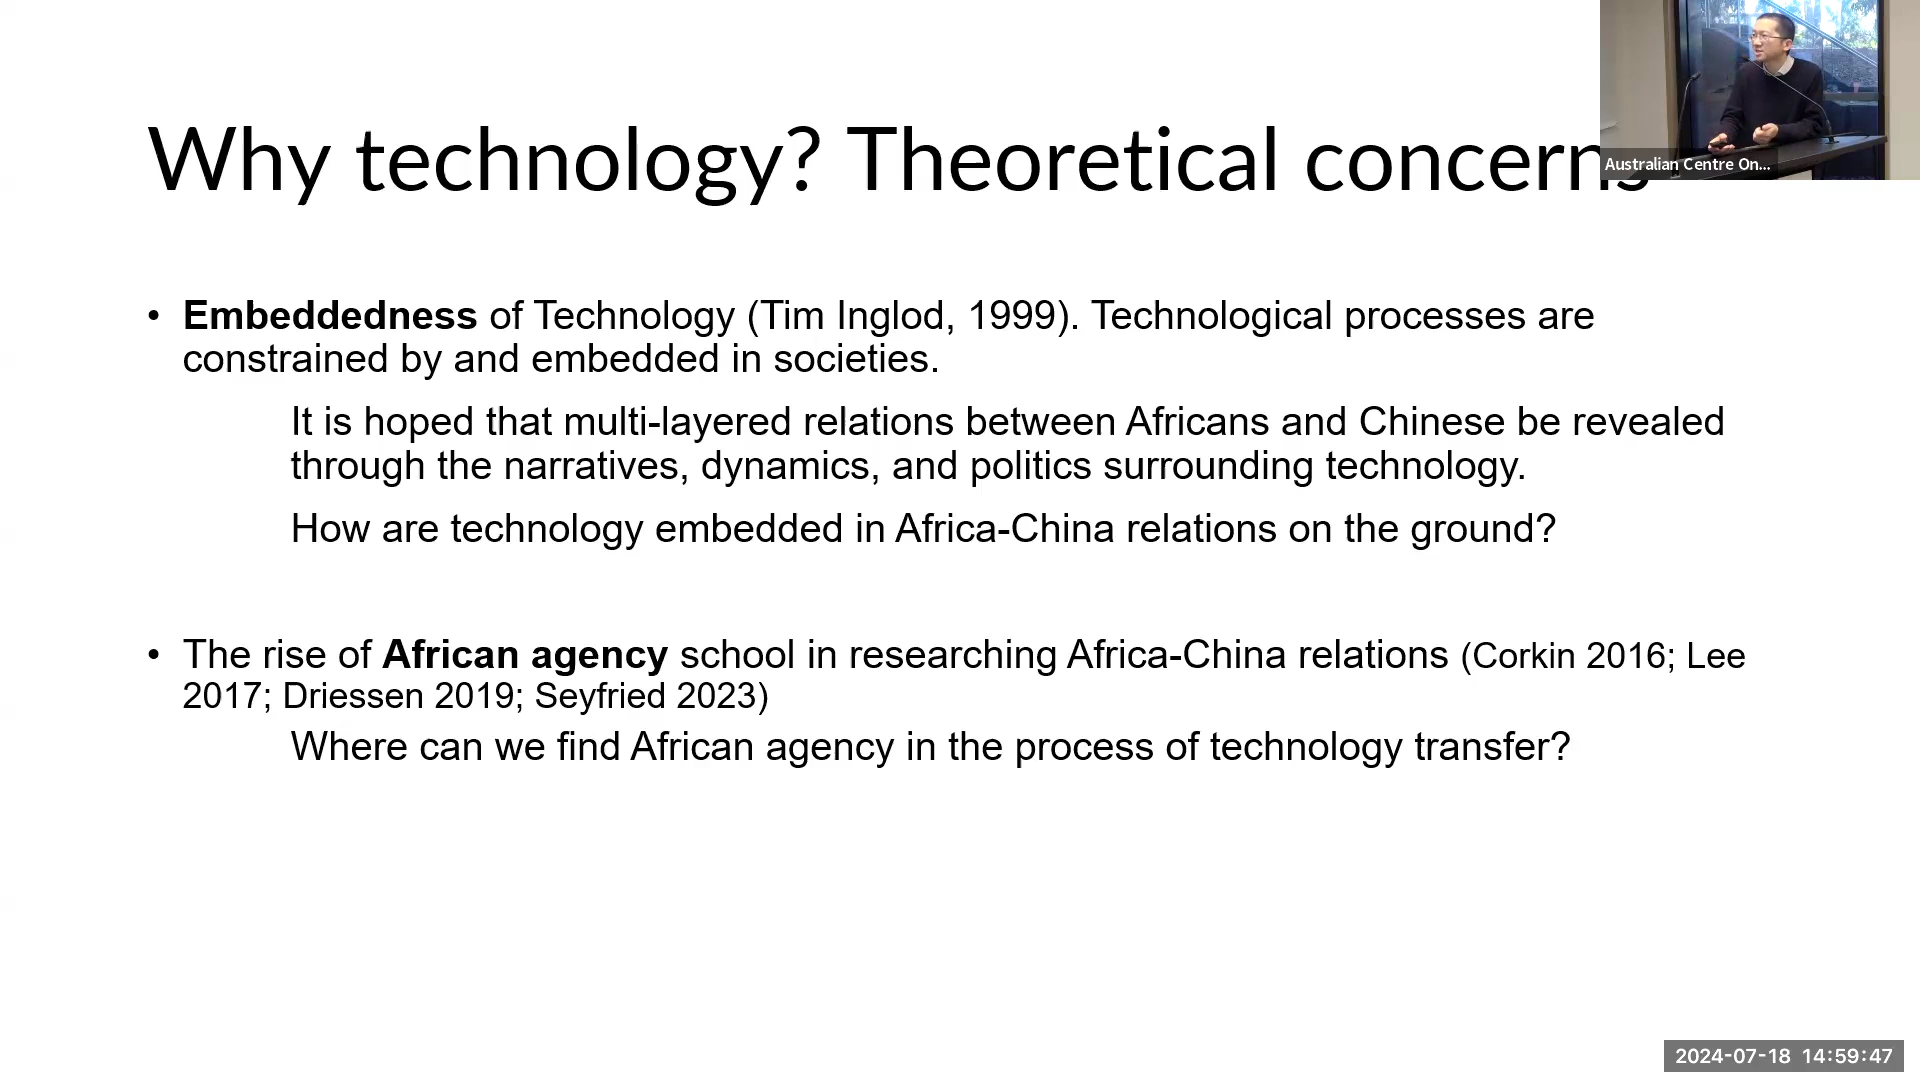 Why technology? Theoretical concerns
Australian Centre On...
• Embeddedness of Technology (Tim Inglod, 1999). Technological processes are
constrained by and embedded in societies.
It is hoped that multi-layered relations between Africans and Chinese be revealed
through the narratives, dynamics, and politics surrounding technology.
How are technology embedded in Africa-China relations on the ground?
• The rise of African agency school in researching Africa-China relations (Corkin 2016; Lee
2017; Driessen 2019; Seyfried 2023)
Where can we find African agency in the process of technology transfer?
2024-07-18 14:59:47